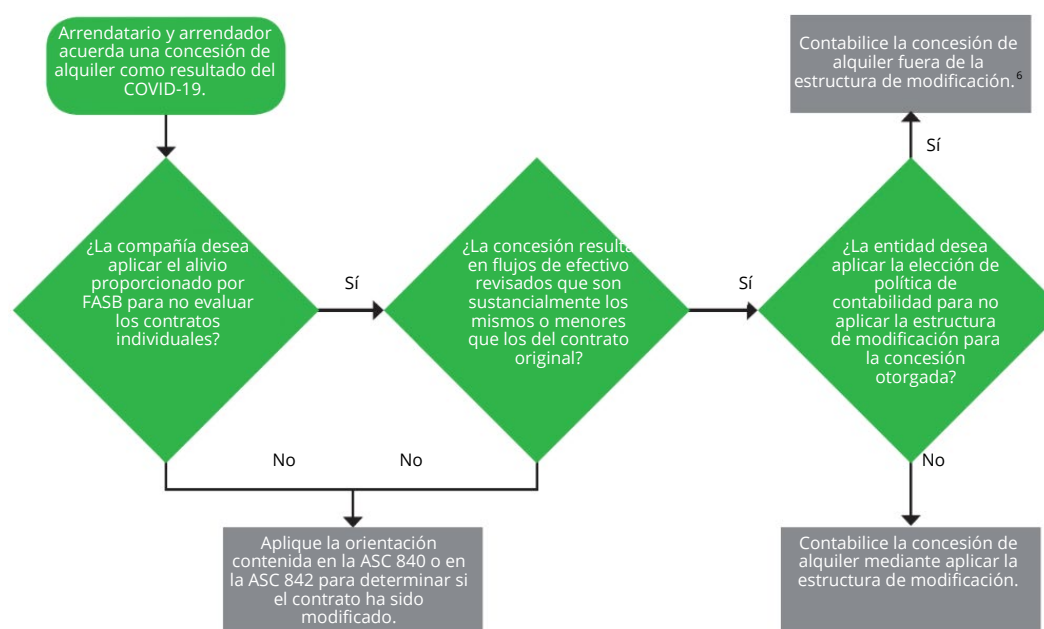 Arrendatario y arrendador
acuerda una concesión de
alquiler como resultado del
COVID-19.
¿La compañía desea
aplicar el alivio
proporcionado por
FASB para no evaluar
los contratos
individuales?
Sí
¿La concesión resulta
en flujos de efectivo
revisados que son
sustancialmente los
mismos o menores
que los del contrato
original?
Sí
¿La entidad desea
aplicar la elección de
política de
contabilidad para no
aplicar la estructura
de modificación para
la concesión
otorgada?
Sí
Contabilice la concesión de
alquiler fuera de la
estructura de modificación.⁶
No
No
Aplique la orientación
contenida en la ASC 840 o en
la ASC 842 para determinar si
el contrato ha sido
modificado.
No
Contabilice la concesión de
alquiler mediante aplicar la
estructura de modificación.